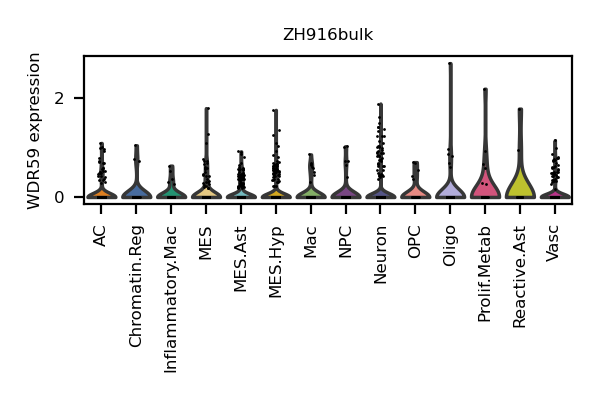 ZH916bulk
WDR59 expression
2
0
AC
Chromatin.Reg
Inflammatory.Mac
MES
MES.Ast
MES.Hyp
Mac
NPC
Neuron
OPC
Oligo
Prolif.Metab
Reactive.Ast
Vasc